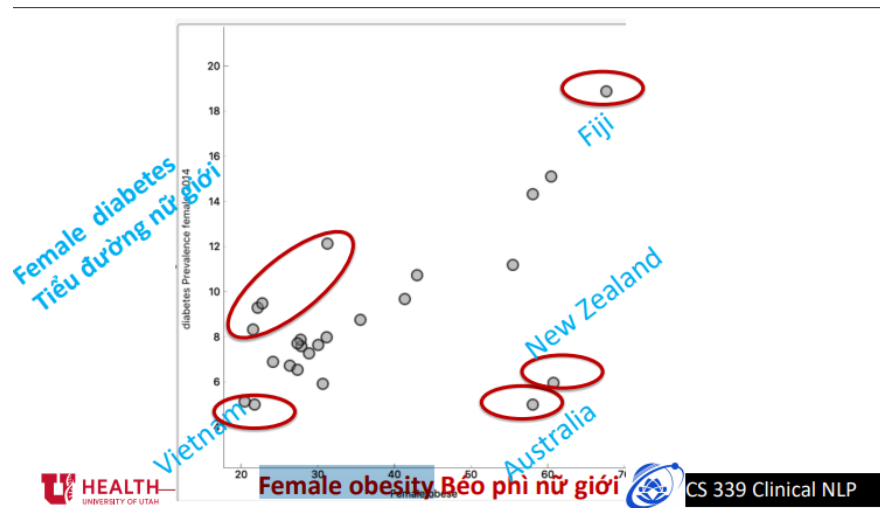 20
18
16
14
12
10
8
6
diabetes Prevalence female 2014
Female diabetes
Tiểu đường nữ giới
Fiji
New Zealand
Australia
Vietnam
20
30
40
60
70
Female obesity Béo phì nữ giới
Female obese
HEALTH
UNIVERSITY OF UTAH
CS 339 Clinical NLP